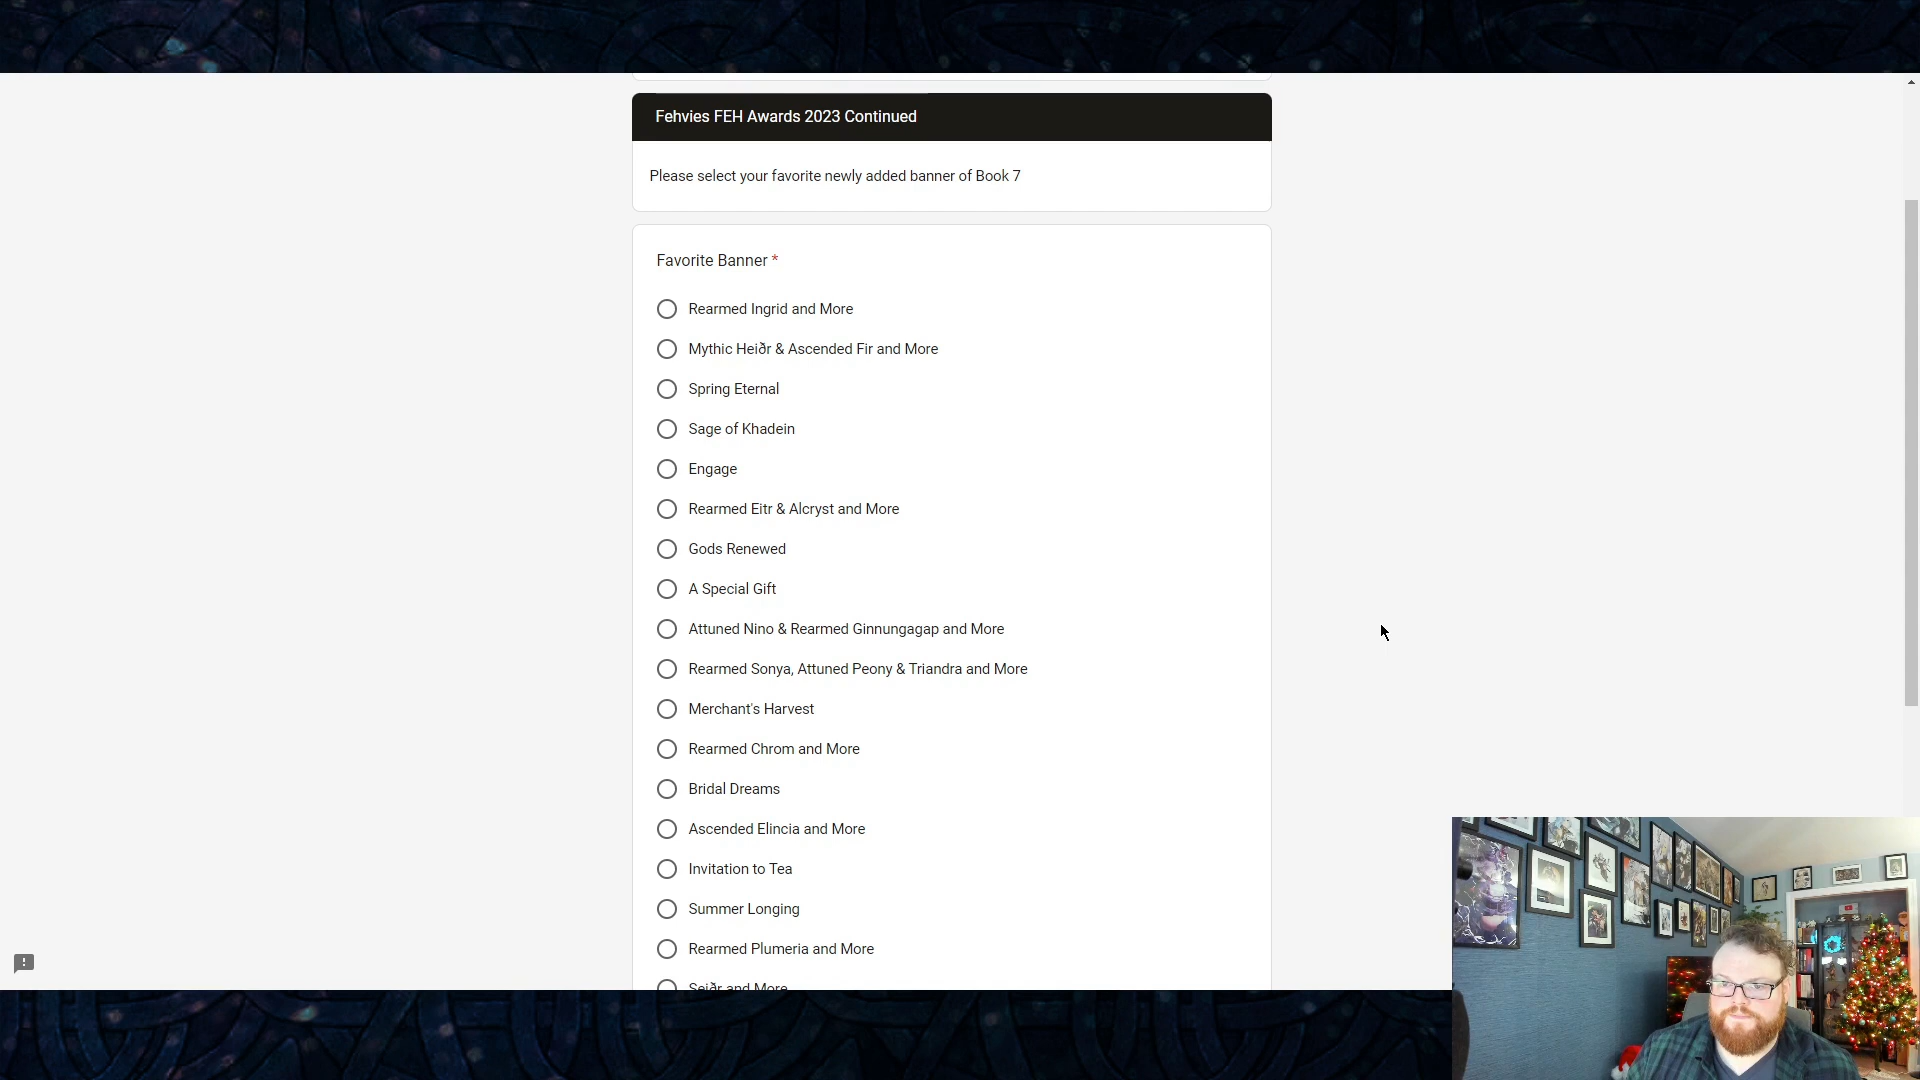 Fehvies FEH Awards 2023 Continued
Please select your favorite newly added banner of Book 7
Favorite Banner *
Rearmed Ingrid and More
Mythic Heiðr & Ascended Fir and More
Spring Eternal
Sage of Khadein
Engage
Rearmed Eitr & Alcryst and More
Gods Renewed
A Special Gift
Attuned Nino & Rearmed Ginnungagap and More
Rearmed Sonya, Attuned Peony & Triandra and More
Merchant's Harvest
Rearmed Chrom and More
Bridal Dreams
Ascended Elincia and More
Invitation to Tea
Summer Longing
Rearmed Plumeria and More
Seiðr and More